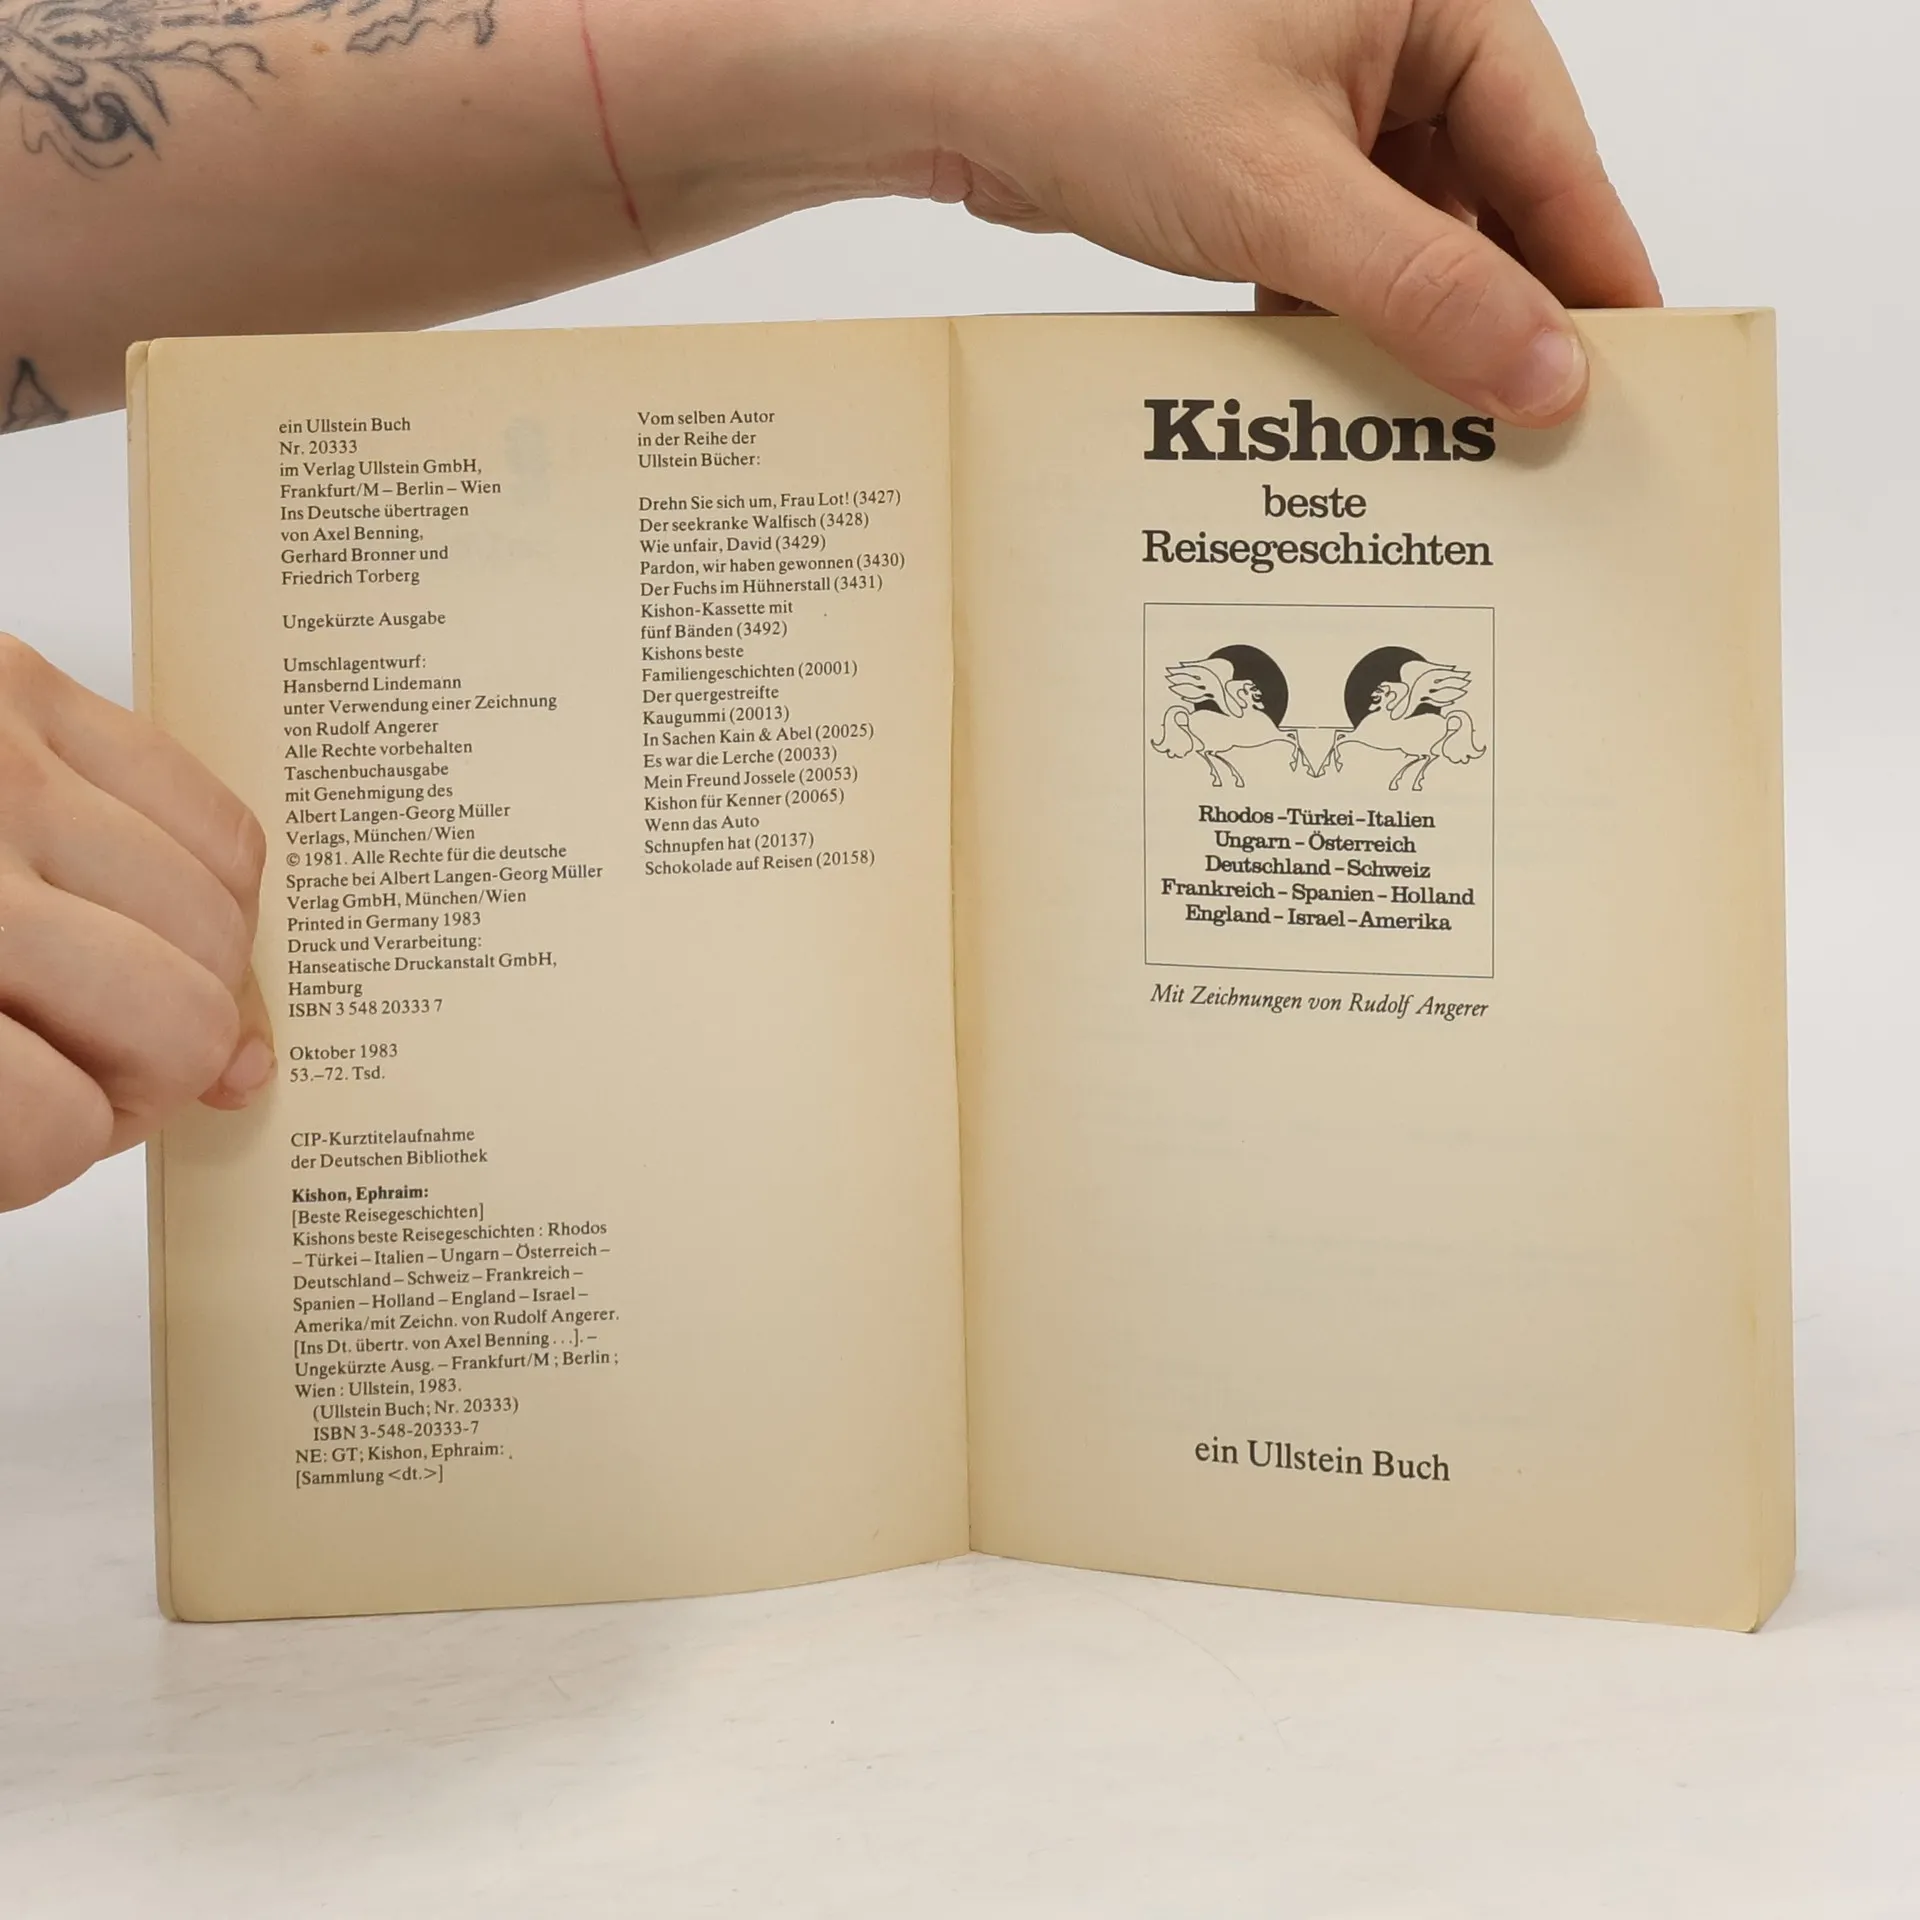 ein Ullstein Buch
Nr. 20333
im Verlag Ullstein GmbH,
Frankfurt/M – Berlin – Wien
Ins Deutsche übertragen
von Axel Benning,
Gerhard Bronner und
Friedrich Torberg
Ungekürzte Ausgabe
Umschlagentwurf:
Hansbernd Lindemann
unter Verwendung einer Zeichnung
von Rudolf Angerer
Alle Rechte vorbehalten
Taschenbuchausgabe
mit Genehmigung des
Albert Langen-Georg Müller
Verlags, München/Wien
© 1981. Alle Rechte für die deutsche
Sprache bei Albert Langen-Georg Müller
Verlag GmbH, München/Wien
Printed in Germany 1983
Druck und Verarbeitung:
Hanseatische Druckanstalt GmbH,
Hamburg
ISBN 3 548 20333 7
Oktober 1983
53.–72. Tsd.
CIP-Kurztitelaufnahme
der Deutschen Bibliothek
Kishon, Ephraim:
[Beste Reisegeschichten]
Kishons beste Reisegeschichten : Rhodos
– Türkei – Italien – Ungarn – Österreich –
Deutschland – Schweiz – Frankreich –
Spanien – Holland – England – Israel –
Amerika/mit Zeichn. von Rudolf Angerer.
[Ins Dt. übertr. von Axel Benning . . .]. –
Ungekürzte Ausg. – Frankfurt/M ; Berlin ;
Wien : Ullstein, 1983.
(Ullstein Buch; Nr. 20333)
ISBN 3-548-20333-7
NE: GT; Kishon, Ephraim:
[Sammlung <dt.>]
Vom selben Autor
in der Reihe der
Ullstein Bücher:
Drehn Sie sich um, Frau Lot! (3427)
Der seekranke Walfisch (3428)
Wie unfair, David (3429)
Pardon, wir haben gewonnen (3430)
Der Fuchs im Hühnerstall (3431)
Kishon-Kassette mit
fünf Bänden (3492)
Kishons beste
Familiengeschichten (20001)
Der quergestreifte
Kaugummi (20013)
In Sachen Kain & Abel (20025)
Es war die Lerche (20033)
Mein Freund Jossele (20053)
Kishon für Kenner (20065)
Wenn das Auto
Schnupfen hat (20137)
Schokolade auf Reisen (20158)
Kishons
beste
Reisegeschichten
Rhodos – Türkei – Italien
Ungarn – Österreich
Deutschland – Schweiz
Frankreich – Spanien – Holland
England – Israel – Amerika
Mit Zeichnungen von Rudolf Angerer
ein Ullstein Buch